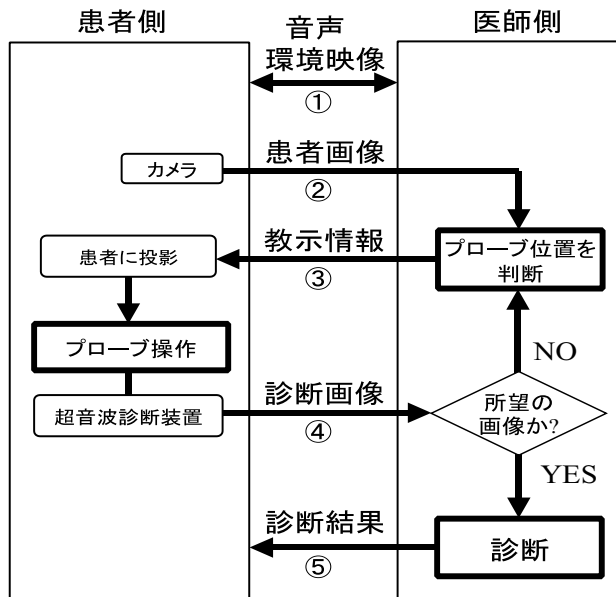 患者側
音声
医師側
環境映像
①
患者画像
カメラ
②
教示情報
患者に投影
プローブ位置を
判断
③
プローブ操作
NO
診断画像
所望の
画像か?
超音波診断装置
④
YES
診断結果
診断
⑤